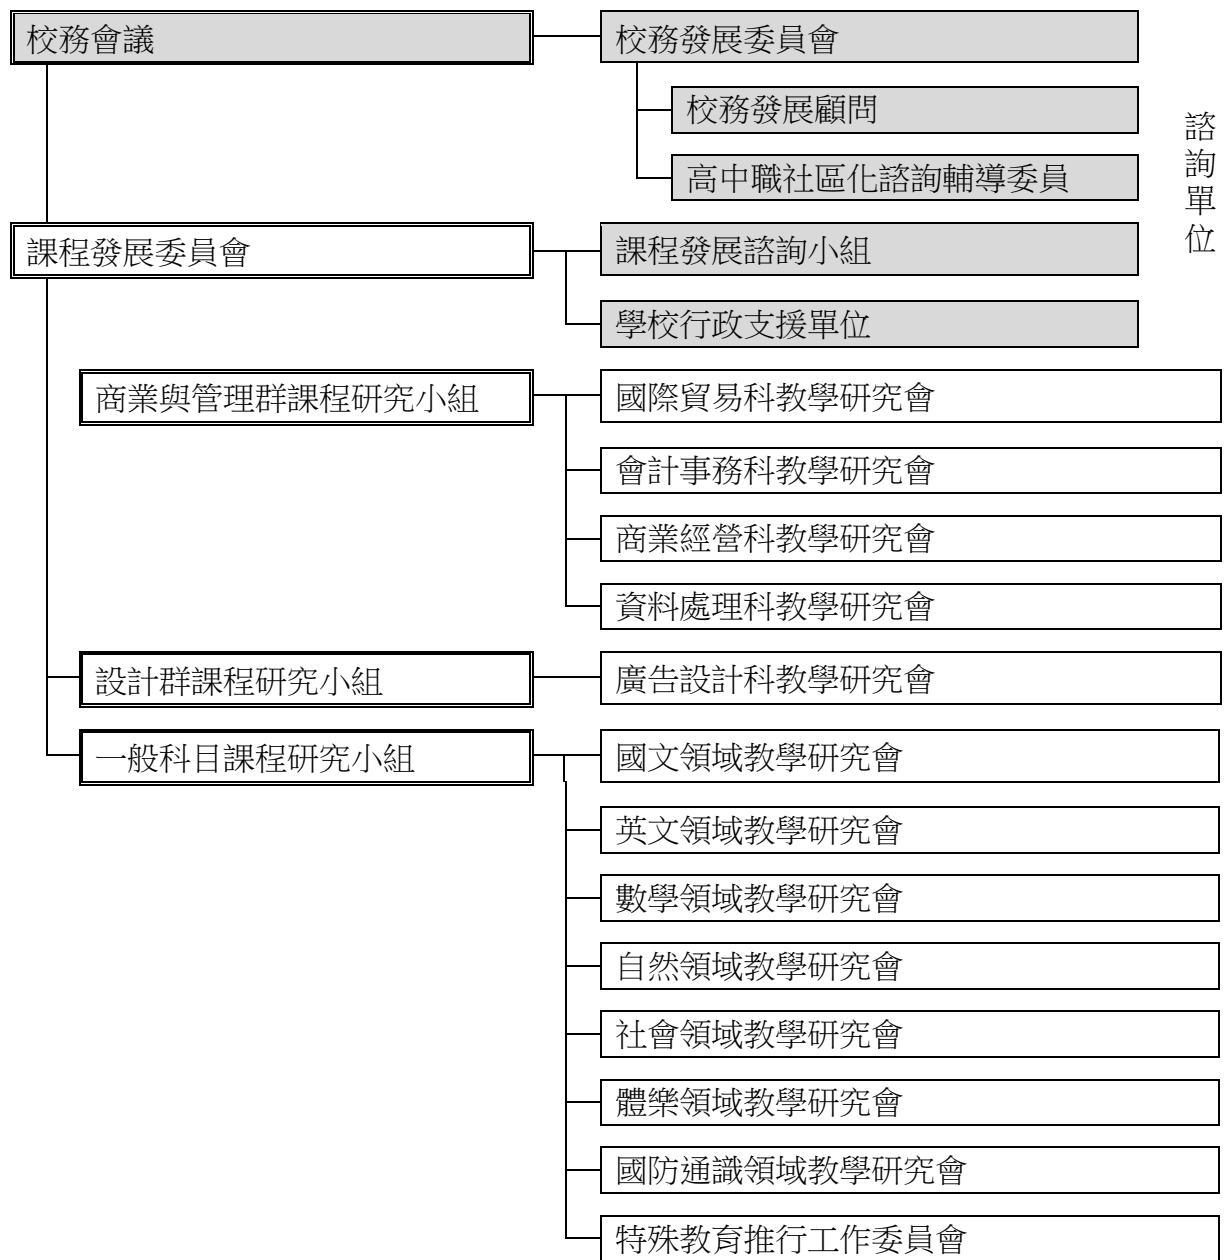 校務會議
校務發展委員會
校務發展顧問
高中職社區化諮詢輔導委員
諮詢單位
課程發展委員會
課程發展諮詢小組
學校行政支援單位
商業與管理群課程研究小組
國際貿易科教學研究會
會計事務科教學研究會
商業經營科教學研究會
資料處理科教學研究會
設計群課程研究小組
廣告設計科教學研究會
一般科目課程研究小組
國文領域教學研究會
英文領域教學研究會
數學領域教學研究會
自然領域教學研究會
社會領域教學研究會
體樂領域教學研究會
國防通識領域教學研究會
特殊教育推行工作委員會